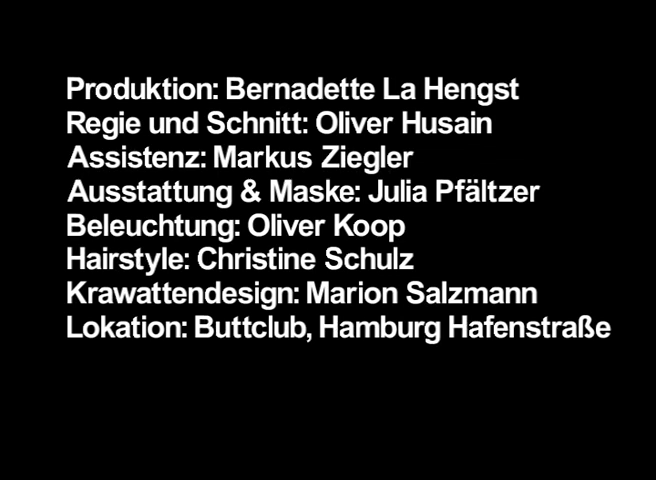 Produktion: Bernadette La Hengst
Regie und Schnitt: Oliver Husain
Assistenz: Markus Ziegler
Ausstattung & Maske: Julia Pfältzer
Beleuchtung: Oliver Koop
Hairstyle: Christine Schulz
Krawattendesign: Marion Salzmann
Lokation: Buttclub, Hamburg Hafenstraße